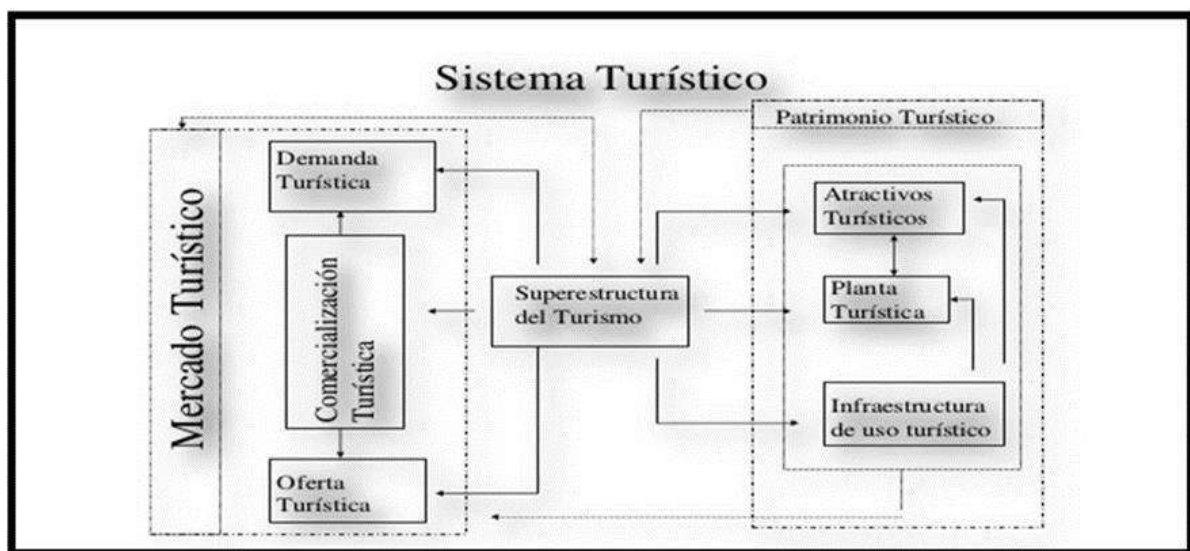 Sistema Turístico
Mercado Turístico
Demanda
Turística
Comercialización
Turística
Oferta
Turística
Superestructura
del Turismo
Patrimonio Turístico
Atractivos
Turísticos
Planta
Turística
Infraestructura
de uso turístico